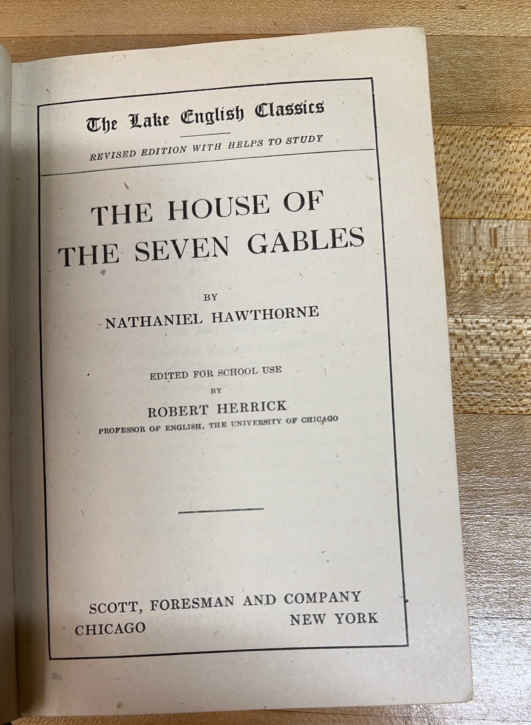 The Lake English Classics
REVISED EDITION WITH HELPS TO STUDY
THE HOUSE OF
THE SEVEN GABLES
BY
NATHANIEL HAWTHORNE
EDITED FOR SCHOOL USE
BY
ROBERT HERRICK
PROFESSOR OF ENGLISH, THE UNIVERSITY OF CHICAGO
SCOTT, FORESMAN AND COMPANY
CHICAGO NEW YORK